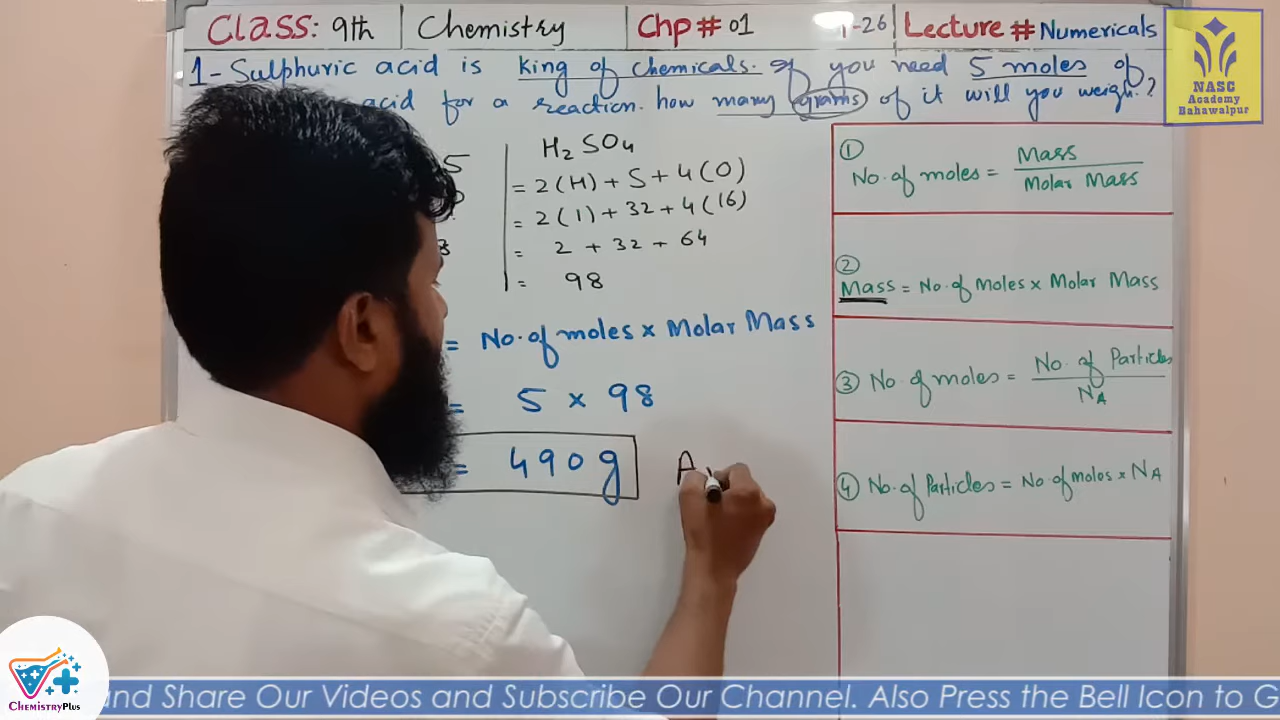 Class: 9th
Chemistry
Chp # 01
-26
Lecture # Numericals
NASC
Academy
Bahawalpur
1- Sulphuric acid is king of chemicals. If you need 5 moles of
acid for a reaction. how many grams of it will you weigh.?
5
H2SO4
= 2(H) + S + 4(O)
= 2(1) + 32 + 4(16)
= 2 + 32 + 64
= 98
= No. of moles x Molar Mass
= 5 x 98
= 490g
A
①
No. of moles = Mass / Molar Mass
②
Mass = No. of Moles x Molar Mass
③ No. of moles = No. of Particles / NA
④ No. of Particles = No. of moles x NA
ChemistryPlus
and Share Our Videos and Subscribe Our Channel. Also Press the Bell Icon to G